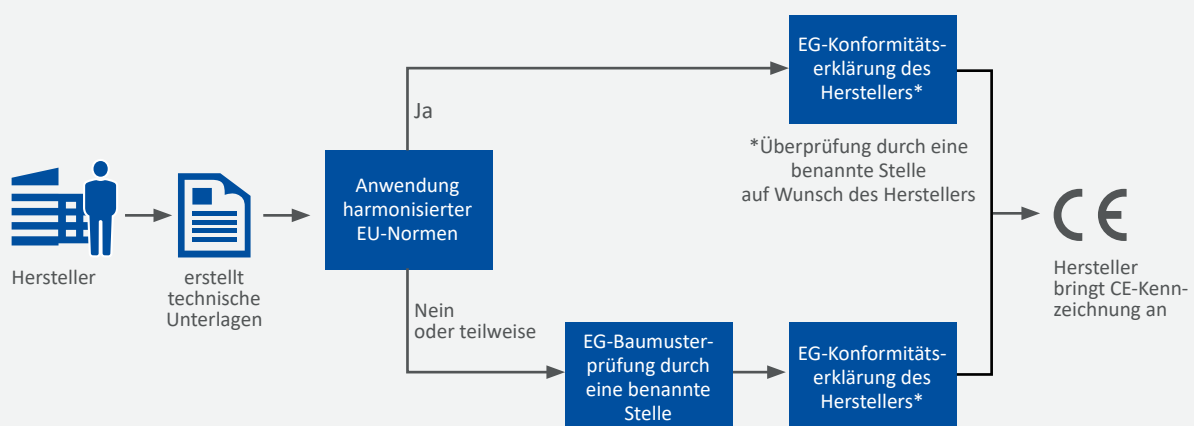 Hersteller
erstellt
technische
Unterlagen
Anwendung
harmonisierter
EU-Normen
Ja
EG-Konformitäts-
erklärung des
Herstellers*
*Überprüfung durch eine
benannte Stelle
auf Wunsch des Herstellers
Nein
oder teilweise
EG-Baumuster-
prüfung durch
eine benannte
Stelle
EG-Konformitäts-
erklärung des
Herstellers*
CE
Hersteller
bringt CE-Kenn-
zeichnung an